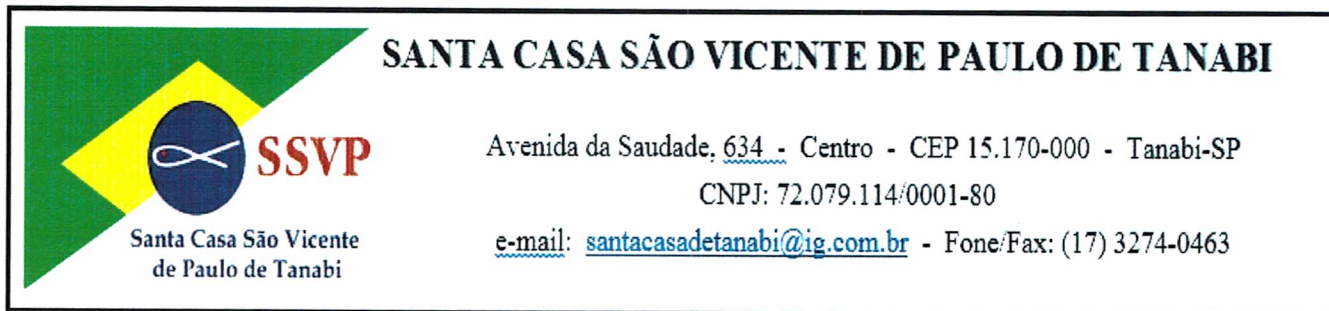 SANTA CASA SÃO VICENTE DE PAULO DE TANABI
SSVP
Santa Casa São Vicente
de Paulo de Tanabi
Avenida da Saudade, 634 - Centro - CEP 15.170-000 - Tanabi-SP
CNPJ: 72.079.114/0001-80
e-mail: santacasadetanabi@ig.com.br - Fone/Fax: (17) 3274-0463